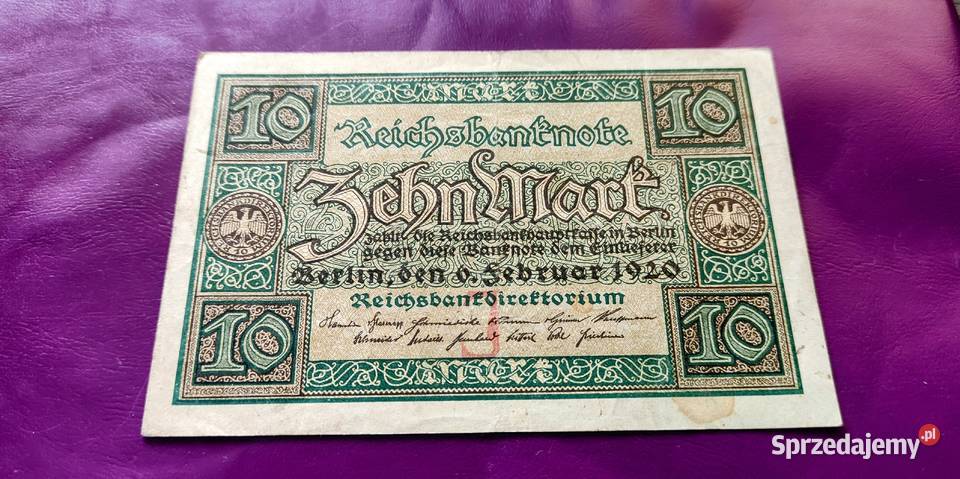 10
10
Reichsbanknote
Zehn Mark
zahlt die Reichsbankhauptkasse in Berlin
gegen diese Banknote dem Einlieferer
Berlin, den 6. Februar 1920
Reichsbankdirektorium
10
10
Sprzedajemy.pl